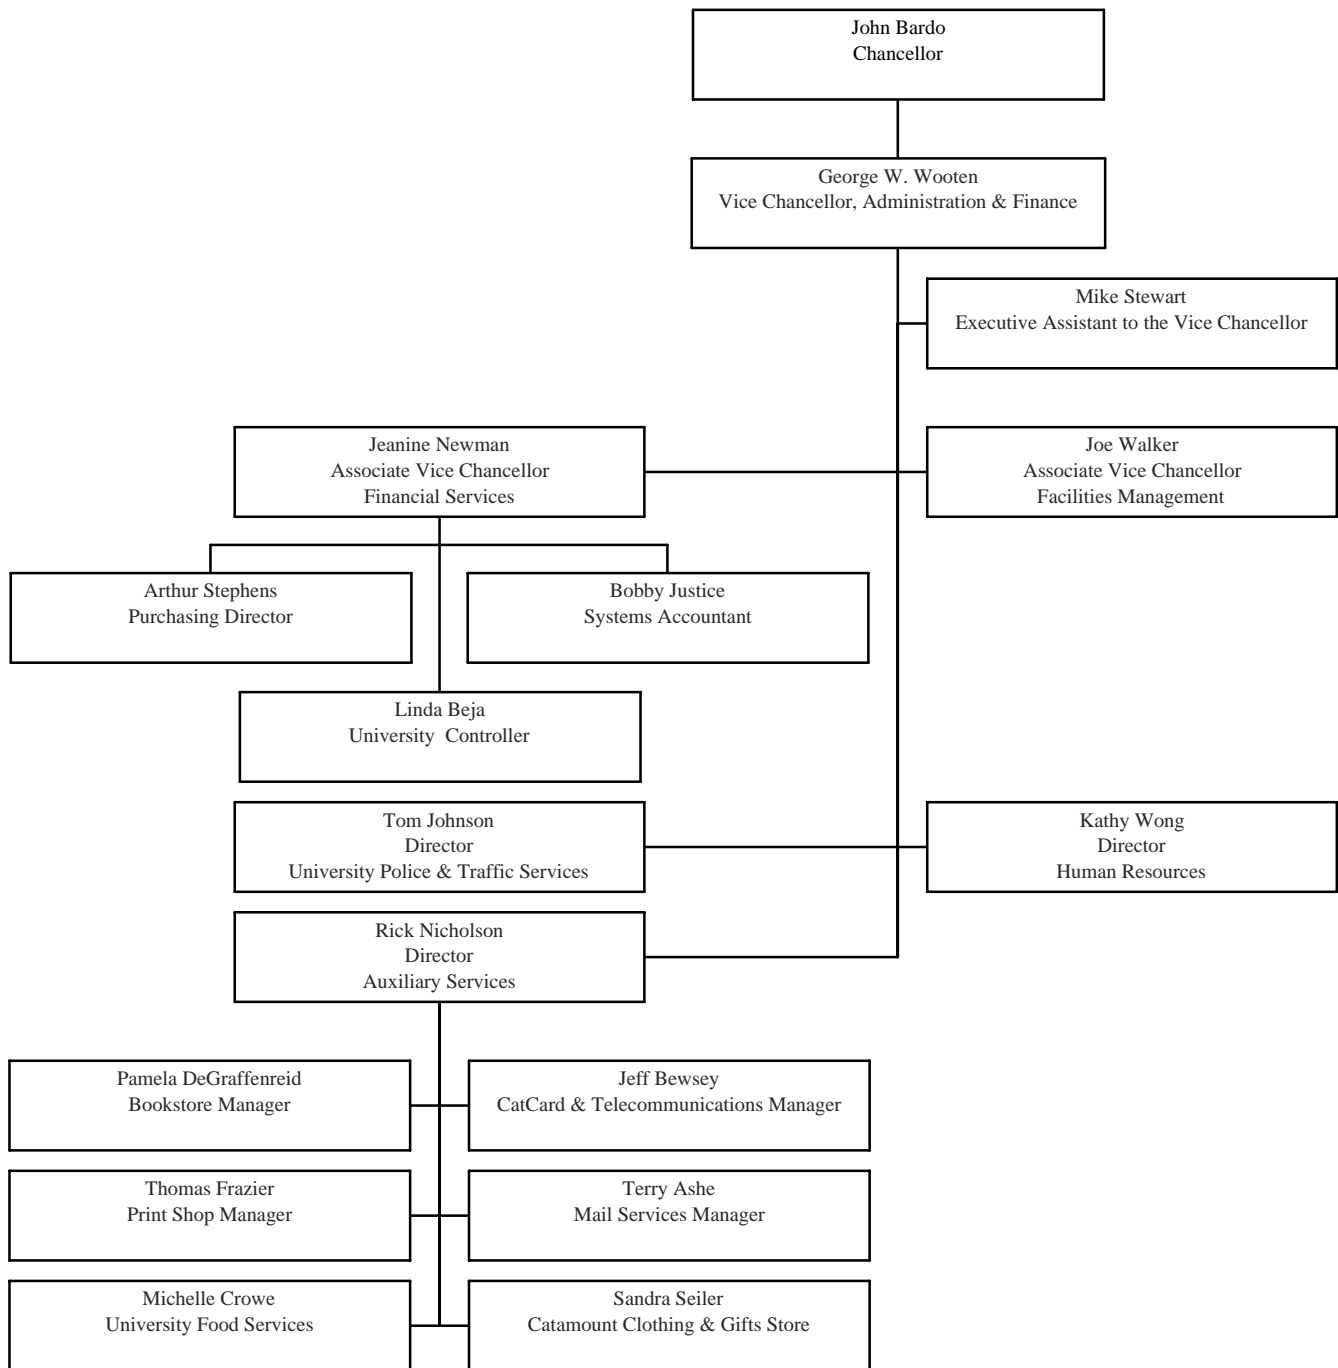 John Bardo
Chancellor
George W. Wooten
Vice Chancellor, Administration & Finance
Mike Stewart
Executive Assistant to the Vice Chancellor
Jeanine Newman
Associate Vice Chancellor
Financial Services
Joe Walker
Associate Vice Chancellor
Facilities Management
Arthur Stephens
Purchasing Director
Bobby Justice
Systems Accountant
Linda Beja
University  Controller
Tom Johnson
Director
University Police & Traffic Services
Kathy Wong
Director
Human Resources
Rick Nicholson
Director
Auxiliary Services
Pamela DeGraffenreid
Bookstore Manager
Jeff Bewsey
CatCard & Telecommunications Manager
Thomas Frazier
Print Shop Manager
Terry Ashe
Mail Services Manager
Michelle Crowe
University Food Services
Sandra Seiler
Catamount Clothing & Gifts Store